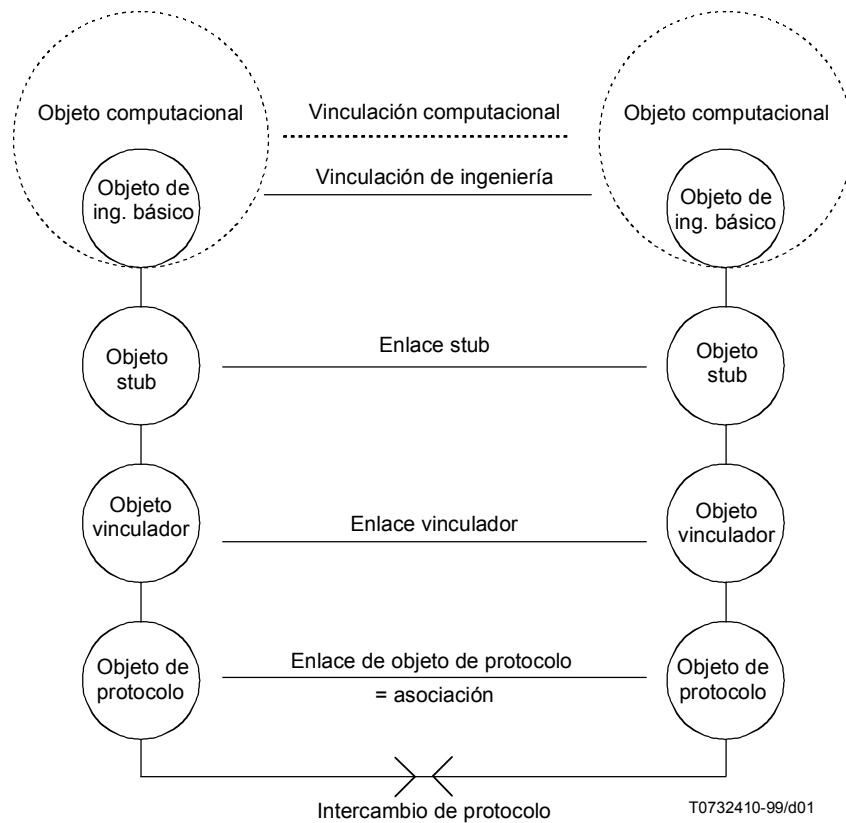 Objeto computacional
Vinculación computacional
Objeto computacional
Vinculación de ingeniería
Objeto de
ing. básico
Objeto de
ing. básico
Objeto
stub
Enlace stub
Objeto
stub
Objeto
vinculador
Enlace vinculador
Objeto
vinculador
Objeto de
protocolo
Enlace de objeto de protocolo
= asociación
Objeto de
protocolo
Intercambio de protocolo
T0732410-99/d01